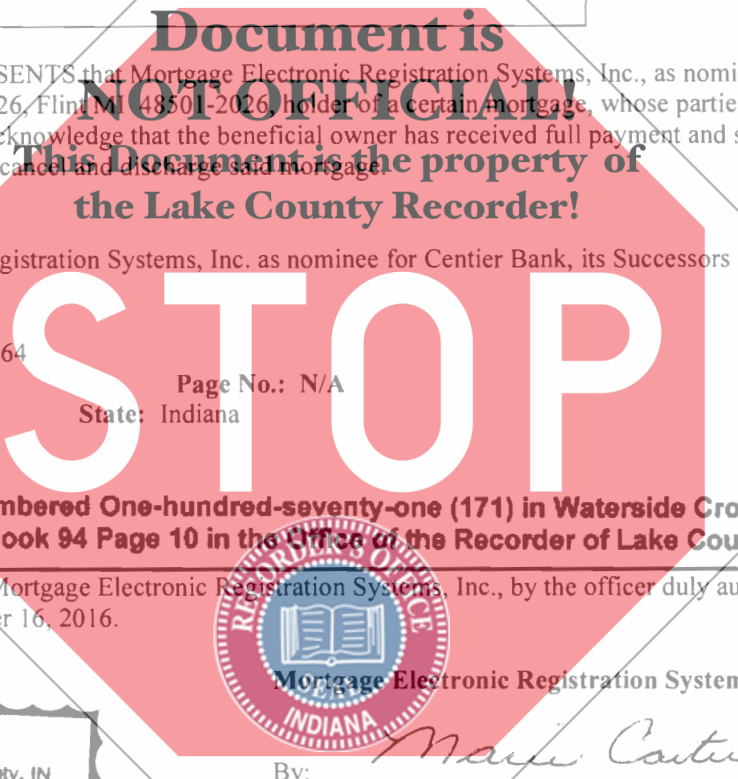 Document is
SENTS that Mortgage Electronic Registration Systems, Inc., as nomi
NOT OFFICIAL!
26, Flint MI 48501-2026, holder of a certain mortgage, whose partie
cknowledge that the beneficial owner has received full payment and s
This Document is the property of
cancel and discharge said mortgage.
the Lake County Recorder!
gistration Systems, Inc. as nominee for Centier Bank, its Successors
STOP
64
Page No.: N/A
State: Indiana
mbered One-hundred-seventy-one (171) in Waterside Cro
ook 94 Page 10 in the Office of the Recorder of Lake Cou
Mortgage Electronic Registration Systems, Inc., by the officer duly au
er 16, 2016.
RECORDER'S OFFICE
INDIANA
Mortgage Electronic Registration System
By:
ty, IN